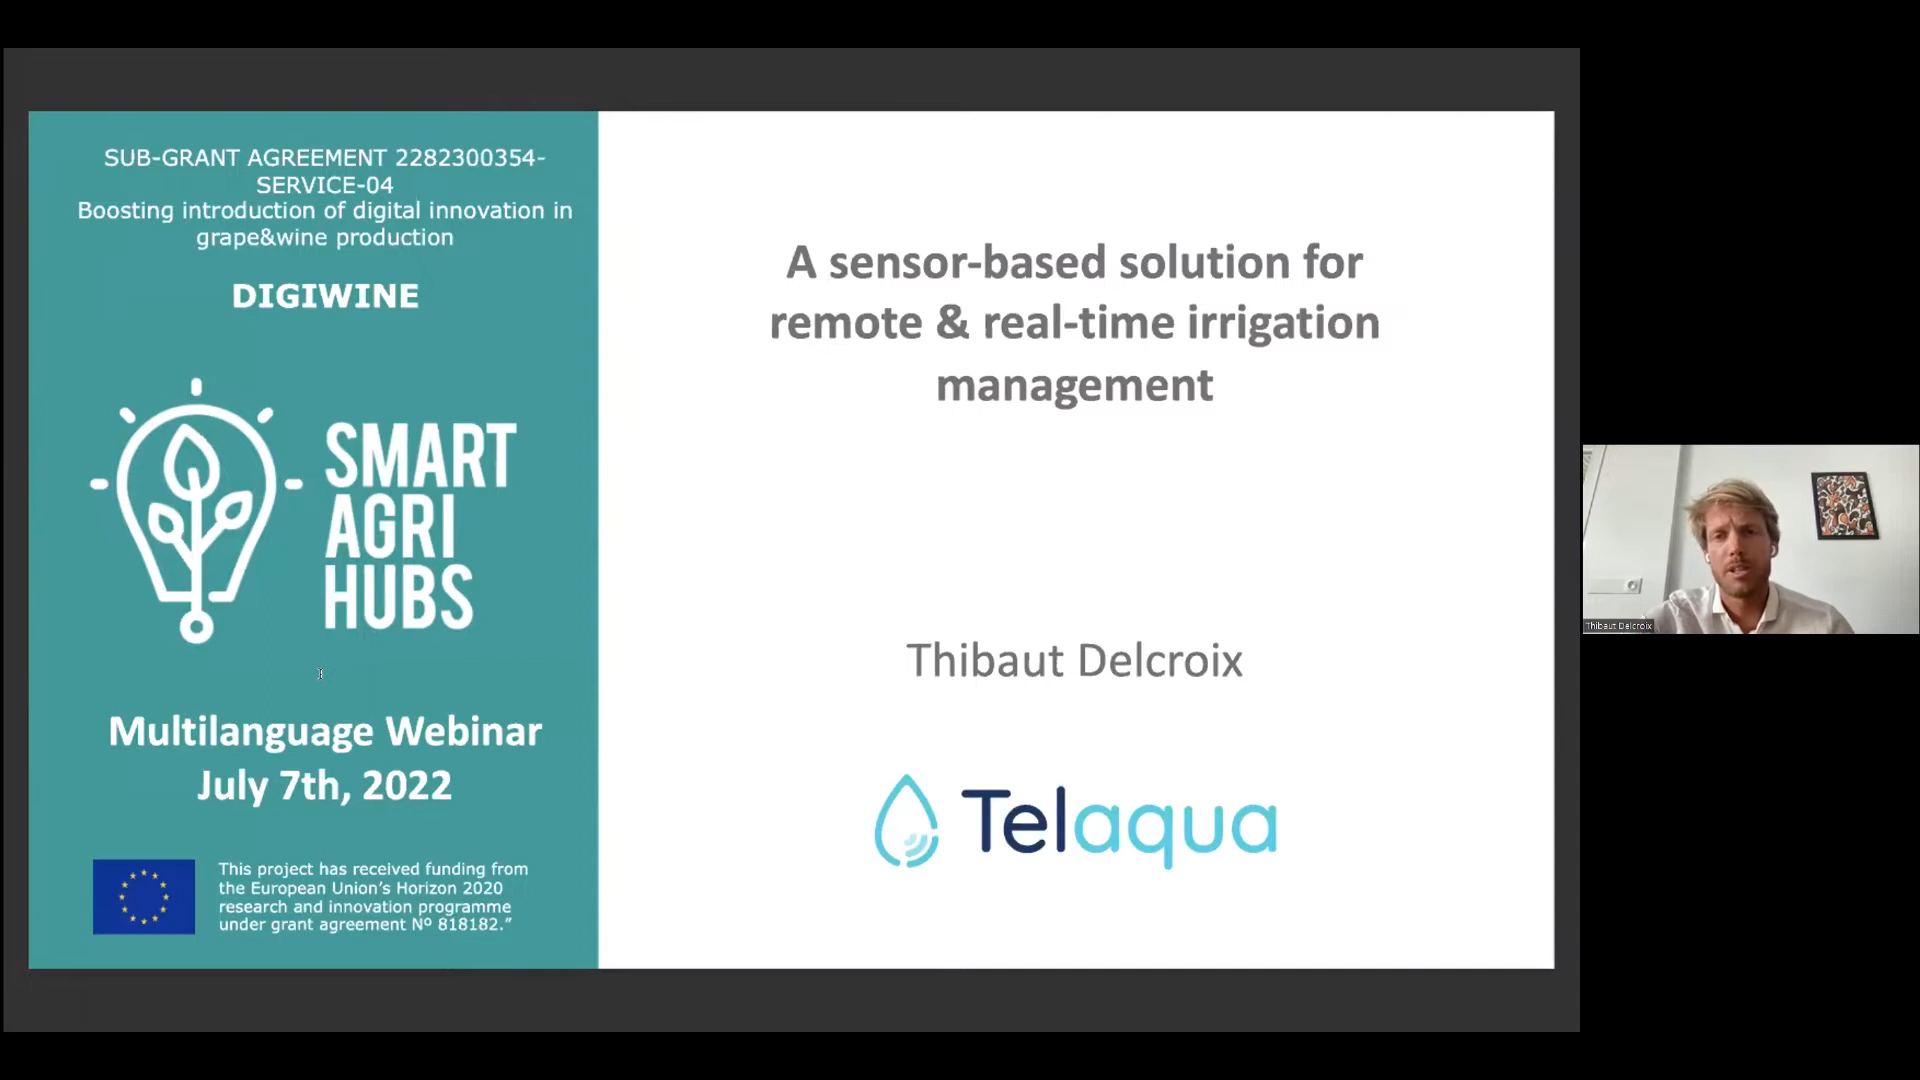 SUB-GRANT AGREEMENT 2282300354-
SERVICE-04
Boosting introduction of digital innovation in
grape&wine production
DIGIWINE
SMART
AGRI
HUBS
Multilanguage Webinar
July 7th, 2022
This project has received funding from
the European Union’s Horizon 2020
research and innovation programme
under grant agreement Nº 818182.”
A sensor-based solution for
remote & real-time irrigation
management
Thibaut Delcroix
Telaqua
Thibaut Delcroix